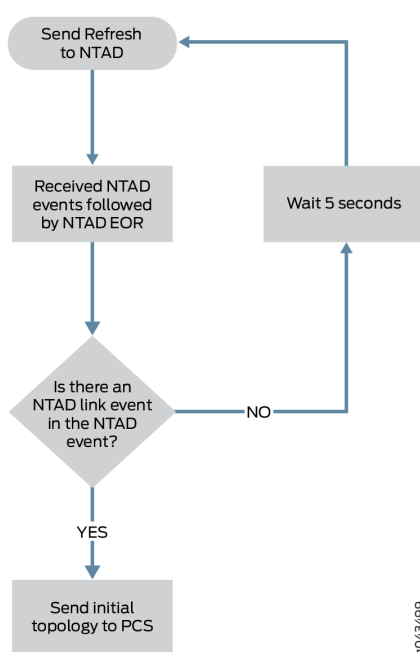 Send Refresh
to NTAD
Received NTAD
events followed
by NTAD EOR
Wait 5 seconds
Is there an
NTAD link event
in the NTAD
event?
NO
YES
Send initial
topology to PCS